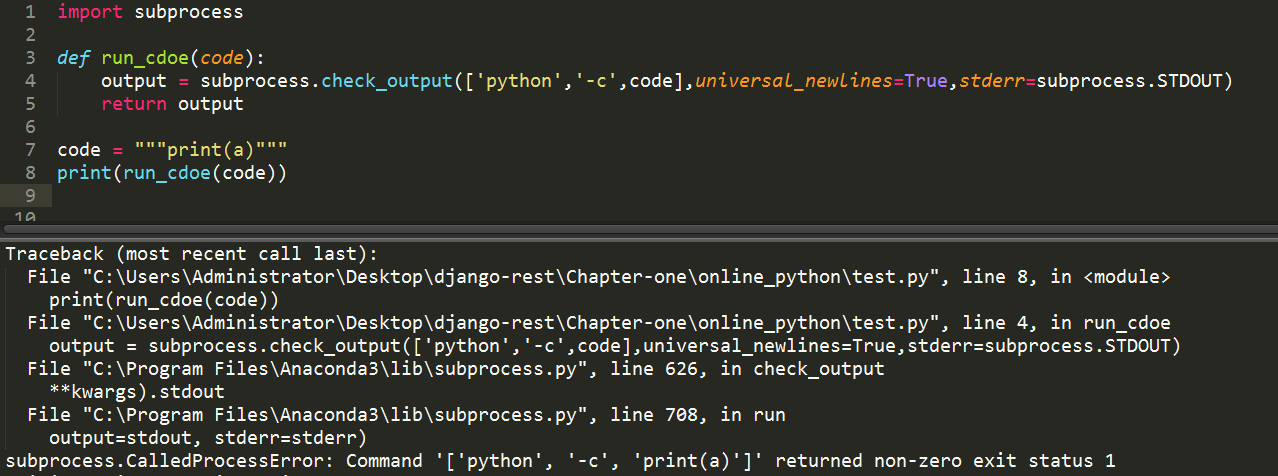 1 import subprocess
2
3 def run_cdoe(code):
4 output = subprocess.check_output(['python','-c',code],universal_newlines=True,stderr=subprocess.STDOUT)
5 return output
6
7 code = """print(a)"""
8 print(run_cdoe(code))
9
10
Traceback (most recent call last):
File "C:\Users\Administrator\Desktop\django-rest\Chapter-one\online_python\test.py", line 8, in <module>
print(run_cdoe(code))
File "C:\Users\Administrator\Desktop\django-rest\Chapter-one\online_python\test.py", line 4, in run_cdoe
output = subprocess.check_output(['python','-c',code],universal_newlines=True,stderr=subprocess.STDOUT)
File "C:\Program Files\Anaconda3\lib\subprocess.py", line 626, in check_output
**kwargs).stdout
File "C:\Program Files\Anaconda3\lib\subprocess.py", line 708, in run
output=stdout, stderr=stderr)
subprocess.CalledProcessError: Command '['python', '-c', 'print(a)']' returned non-zero exit status 1